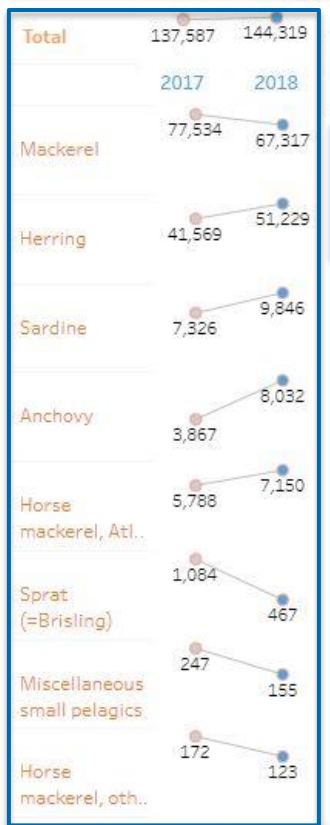 Total 137,587 144,319
2017 2018
Mackerel 77,534 67,317
Herring 41,569 51,229
Sardine 7,326 9,846
Anchovy 3,867 8,032
Horse 5,788 7,150
mackerel, Atl..
Sprat 1,084 467
(=Brisling)
Miscellaneous 247 155
small pelagics
Horse 172 123
mackerel, oth..